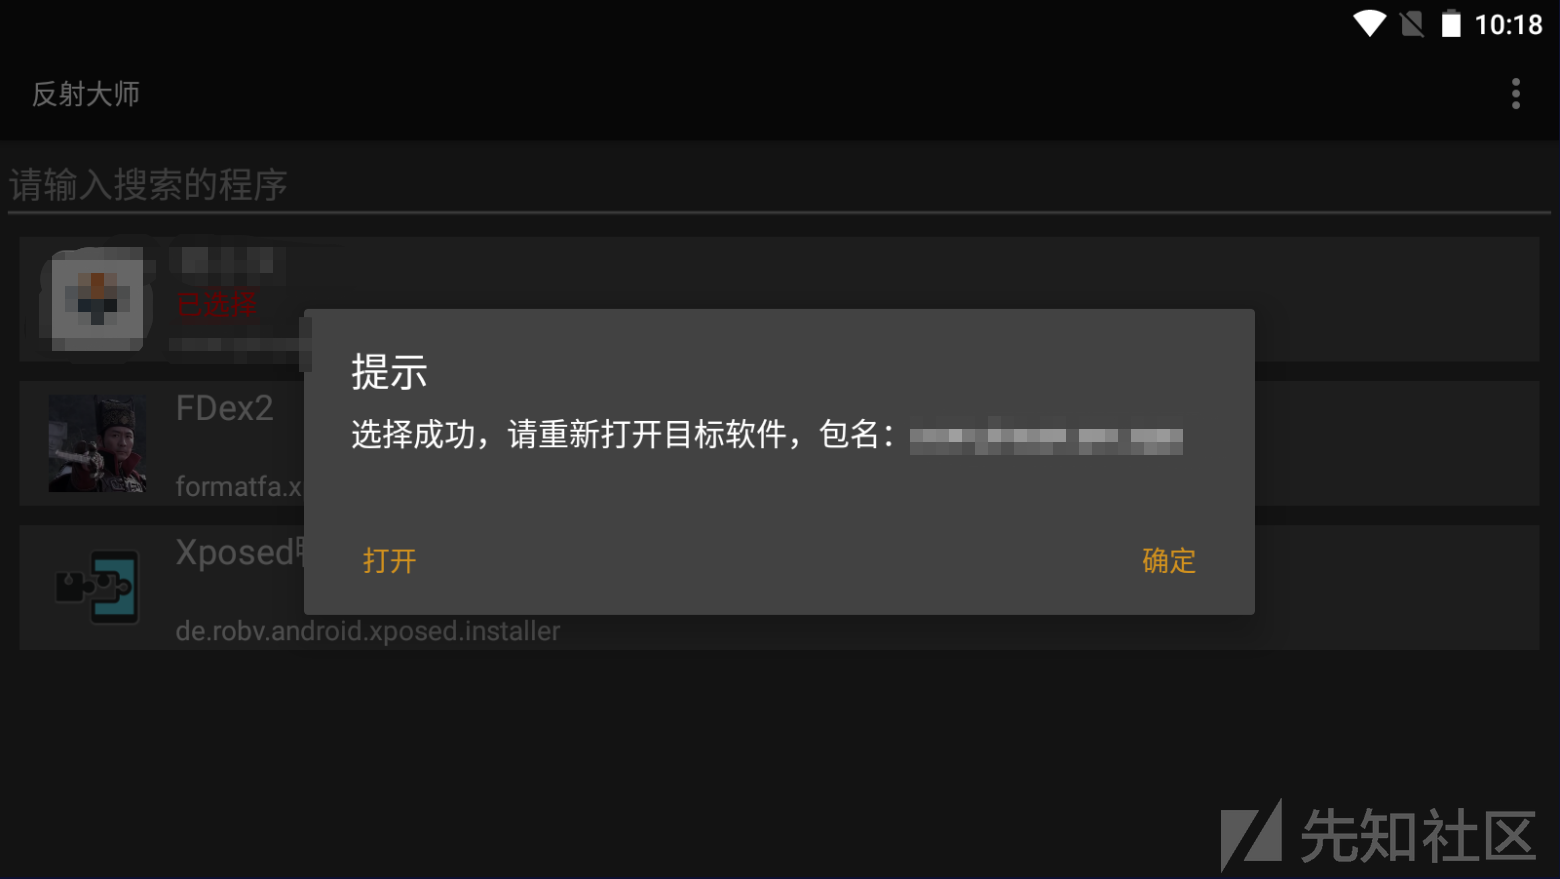 10:18
反射大师
请输入搜索的程序
已选择
提示
选择成功，请重新打开目标软件，包名：
FDex2
formatfa.x
打开
确定
Xposed
de.robv.android.xposed.installer
先知社区